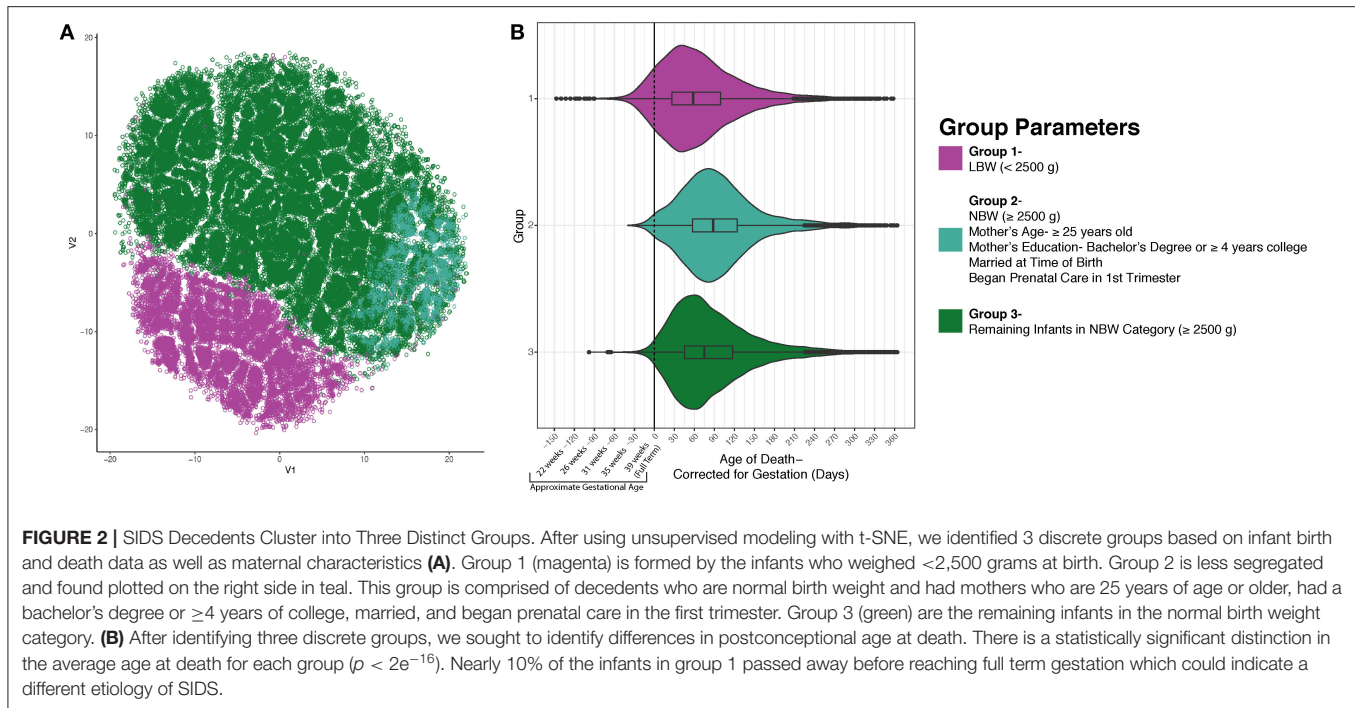 A
20
10
0
−10
−20
V2
−20
−10
0
10
20
V1
B
1
2
3
Group
−150
−120
−90
−60
−30
0
30
60
90
120
150
180
210
240
270
300
330
360
22 weeks
26 weeks
31 weeks
35 weeks
39 weeks
(Full Term)
Approximate Gestational Age
Age of Death−
Corrected for Gestation (Days)
Group Parameters
Group 1-
LBW (< 2500 g)
Group 2-
NBW (≥ 2500 g)
Mother's Age- ≥ 25 years old
Mother's Education- Bachelor's Degree or ≥ 4 years college
Married at Time of Birth
Began Prenatal Care in 1st Trimester
Group 3-
Remaining Infants in NBW Category (≥ 2500 g)
FIGURE 2 | SIDS Decedents Cluster into Three Distinct Groups. After using unsupervised modeling with t-SNE, we identified 3 discrete groups based on infant birth
and death data as well as maternal characteristics (A). Group 1 (magenta) is formed by the infants who weighed <2,500 grams at birth. Group 2 is less segregated
and found plotted on the right side in teal. This group is comprised of decedents who are normal birth weight and had mothers who are 25 years of age or older, had a
bachelor's degree or ≥4 years of college, married, and began prenatal care in the first trimester. Group 3 (green) are the remaining infants in the normal birth weight
category. (B) After identifying three discrete groups, we sought to identify differences in postconceptional age at death. There is a statistically significant distinction in
the average age at death for each group (p < 2e−16). Nearly 10% of the infants in group 1 passed away before reaching full term gestation which could indicate a
different etiology of SIDS.